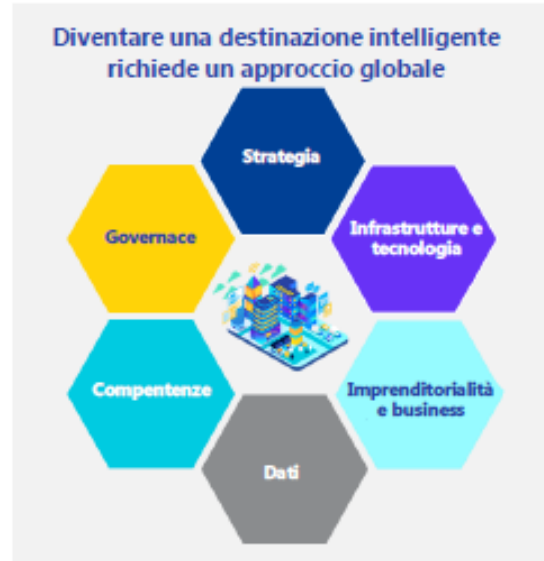 Diventare una destinazione intelligente
richiede un approccio globale
Strategia
Infrastrutture e
tecnologia
Governace
Compentenze
Imprenditorialità
e business
Dati